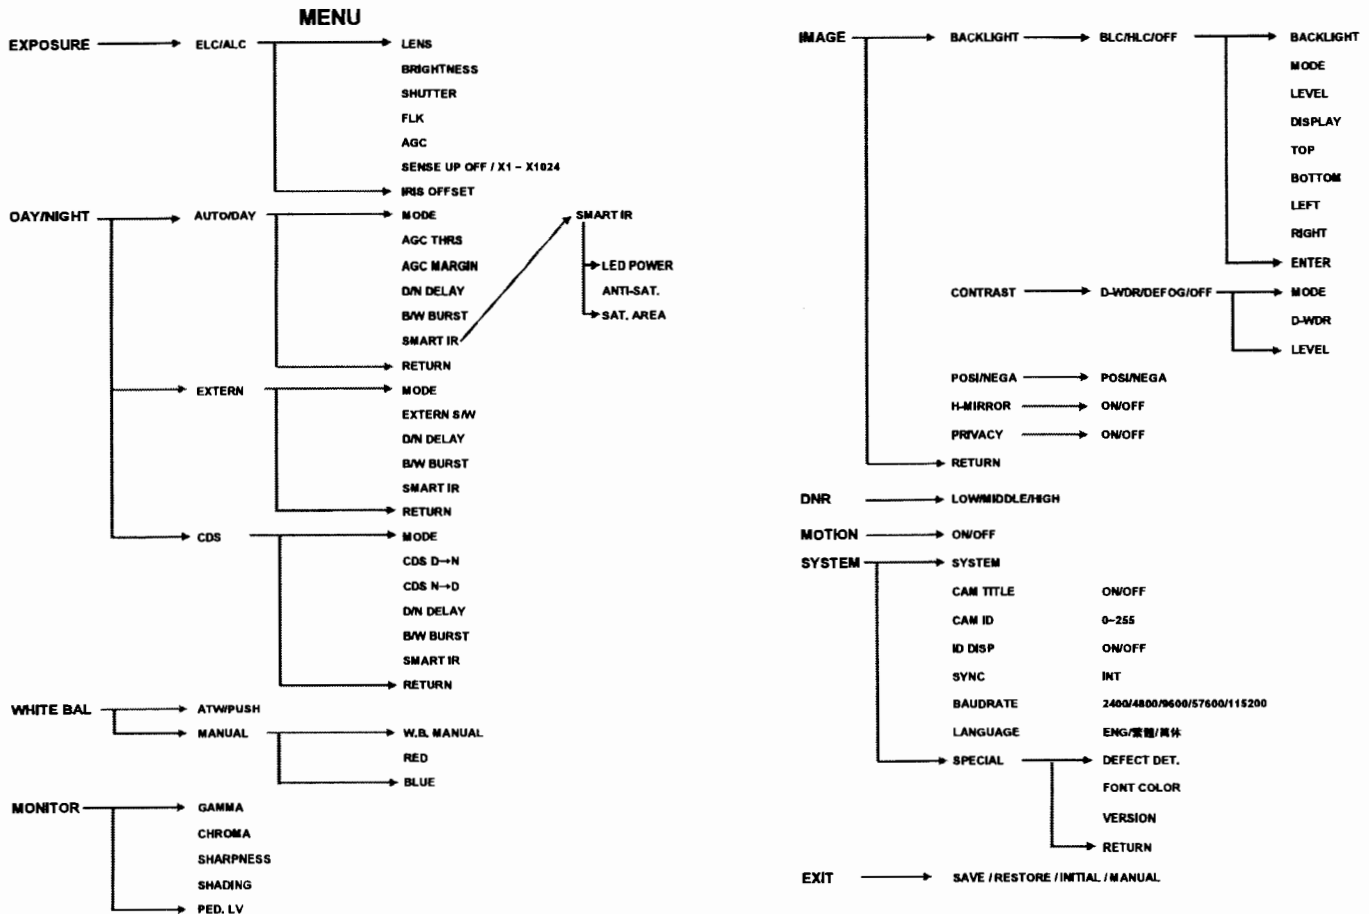 MENU
EXPOSURE ELC/ALC LENS
BRIGHTNESS
SHUTTER
FLK
AGC
SENSE UP OFF / X1 – X1024
IRIS OFFSET
DAY/NIGHT AUTO/DAY MODE SMART IR
AGC THRS
AGC MARGIN LED POWER
D/N DELAY ANTI-SAT.
B/W BURST SAT. AREA
SMART IR
RETURN
EXTERN MODE
EXTERN S/W
D/N DELAY
B/W BURST
SMART IR
RETURN
CDS MODE
CDS D→N
CDS N→D
D/N DELAY
B/W BURST
SMART IR
RETURN
WHITE BAL ATW/PUSH
MANUAL W.B. MANUAL
RED
BLUE
MONITOR GAMMA
CHROMA
SHARPNESS
SHADING
PED. LV
IMAGE BACKLIGHT BLC/HLC/OFF BACKLIGHT
MODE
LEVEL
DISPLAY
TOP
BOTTOM
LEFT
RIGHT
ENTER
CONTRAST D-WDR/DEFOG/OFF MODE
D-WDR
LEVEL
POSI/NEGA POSI/NEGA
H-MIRROR ON/OFF
PRIVACY ON/OFF
RETURN
DNR LOW/MIDDLE/HIGH
MOTION ON/OFF
SYSTEM SYSTEM
CAM TITLE ON/OFF
CAM ID 0~255
ID DISP ON/OFF
SYNC INT
BAUDRATE 2400/4800/9600/57600/115200
LANGUAGE ENG/繁體/简体
SPECIAL DEFECT DET.
FONT COLOR
VERSION
RETURN
EXIT SAVE / RESTORE / INITIAL / MANUAL